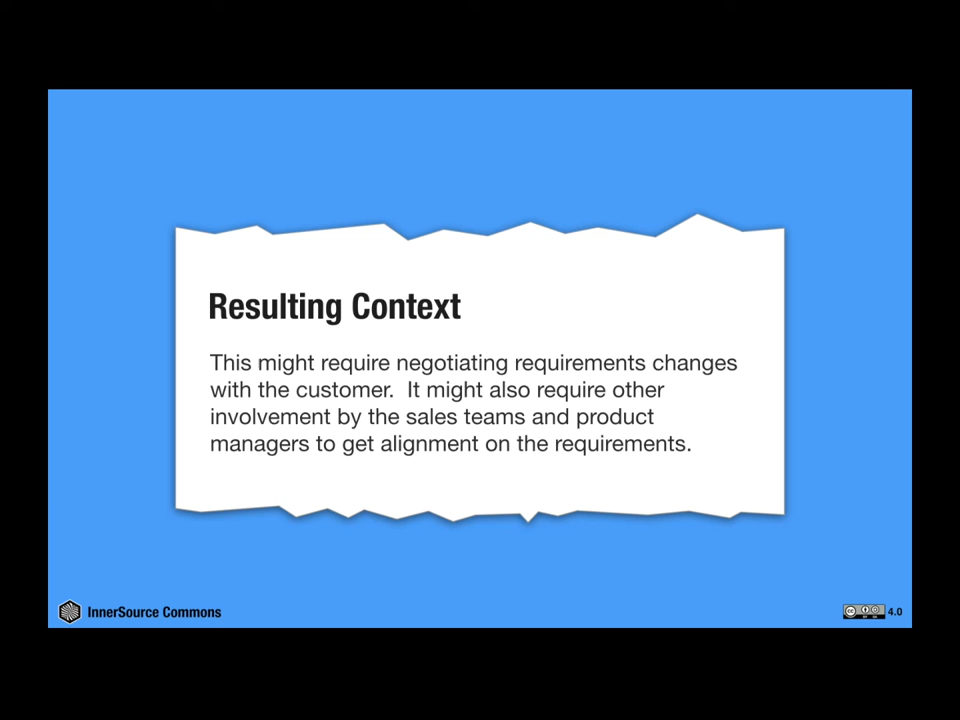 Resulting Context
This might require negotiating requirements changes
with the customer.  It might also require other
involvement by the sales teams and product
managers to get alignment on the requirements.
InnerSource Commons
4.0